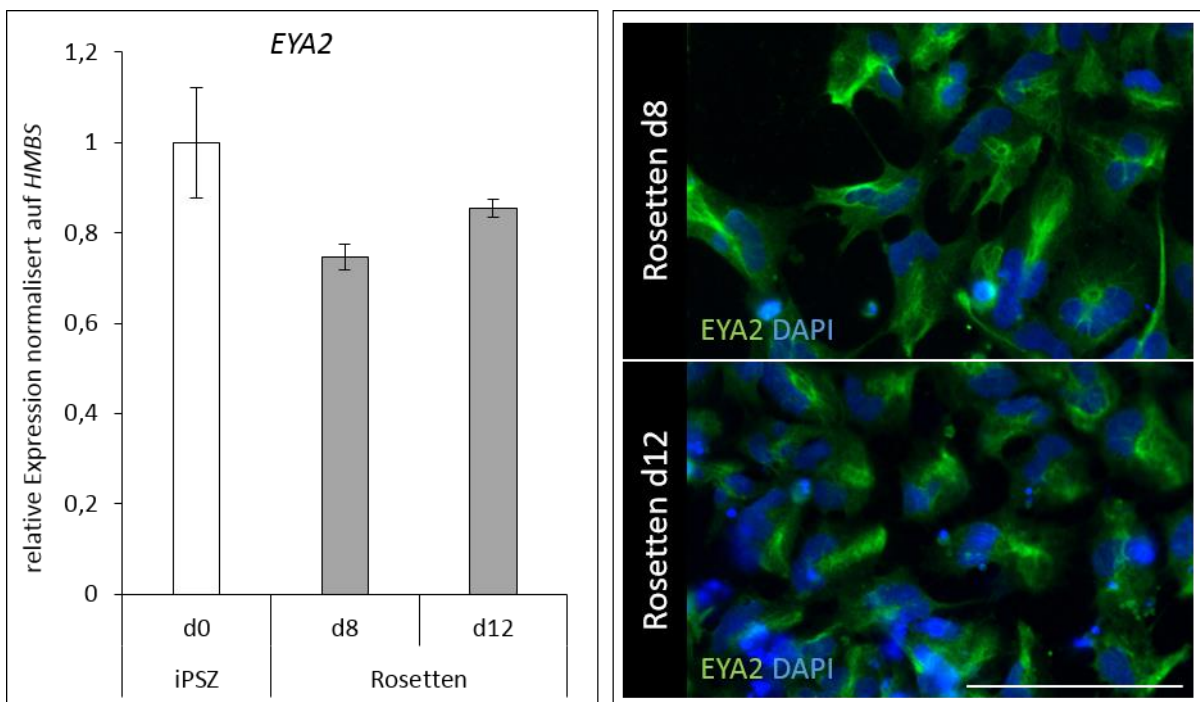 EYA2
relative Expression normalisert auf HMBS
1,2
1
0,8
0,6
0,4
0,2
0
d0
d8
d12
iPSZ
Rosetten
Rosetten d8
EYA2 DAPI
Rosetten d12
EYA2 DAPI